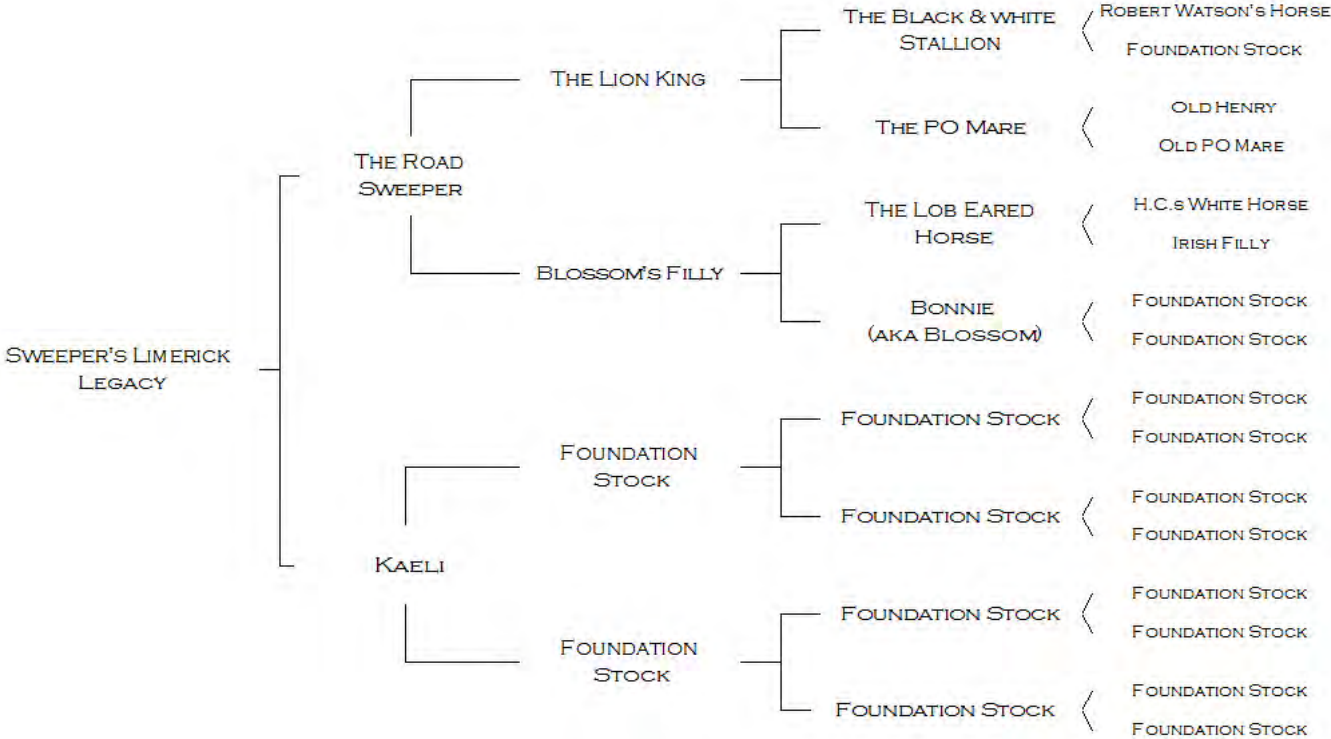 The Black & white
Stallion
Robert Watson's Horse
Foundation Stock
The Lion King
The PO Mare
Old Henry
Old PO Mare
The Road
Sweeper
The Lob Eared
Horse
H.C.s White Horse
Irish Filly
Blossom's Filly
Bonnie
(aka Blossom)
Foundation Stock
Foundation Stock
Sweeper's Limerick
Legacy
Foundation Stock
Foundation Stock
Foundation Stock
Foundation
Stock
Foundation Stock
Foundation Stock
Foundation Stock
Kaeli
Foundation Stock
Foundation Stock
Foundation Stock
Foundation
Stock
Foundation Stock
Foundation Stock
Foundation Stock